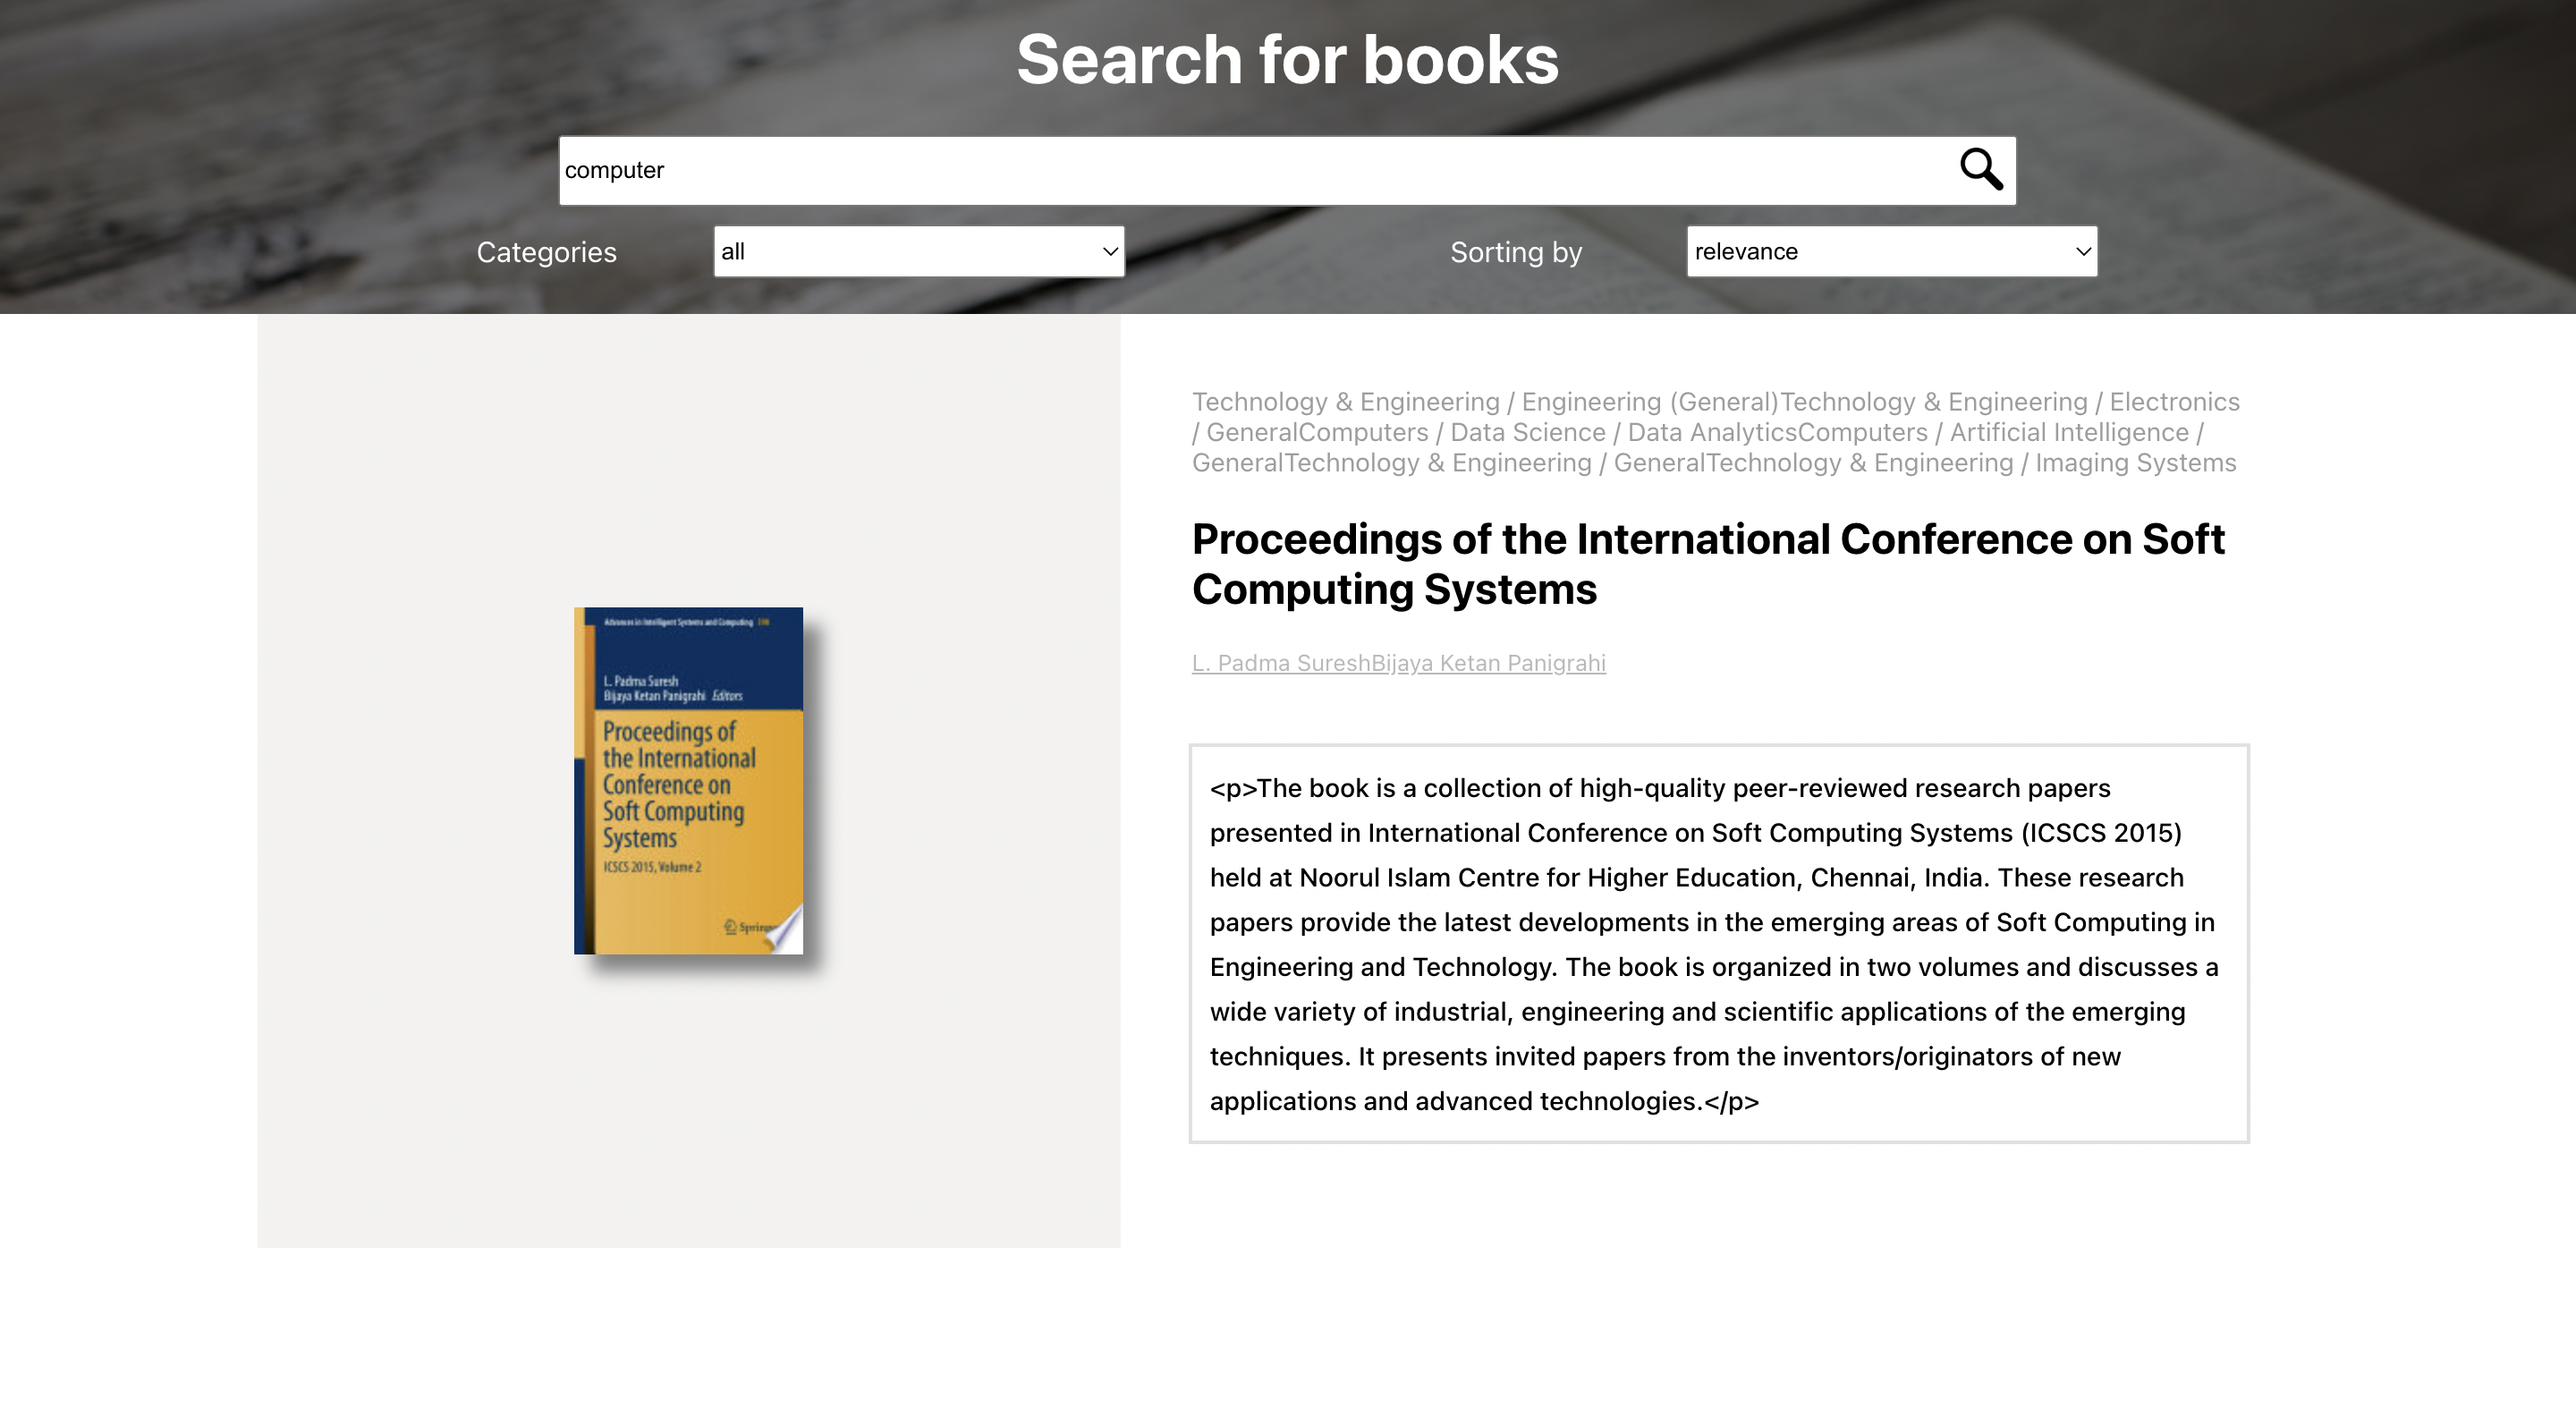 Search for books
computer
Categories
all
Sorting by
relevance
Technology & Engineering / Engineering (General)Technology & Engineering / Electronics
/ GeneralComputers / Data Science / Data AnalyticsComputers / Artificial Intelligence /
GeneralTechnology & Engineering / GeneralTechnology & Engineering / Imaging Systems
Proceedings of the International Conference on Soft
Computing Systems
L. Padma SureshBijaya Ketan Panigrahi
<p>The book is a collection of high-quality peer-reviewed research papers
presented in International Conference on Soft Computing Systems (ICSCS 2015)
held at Noorul Islam Centre for Higher Education, Chennai, India. These research
papers provide the latest developments in the emerging areas of Soft Computing in
Engineering and Technology. The book is organized in two volumes and discusses a
wide variety of industrial, engineering and scientific applications of the emerging
techniques. It presents invited papers from the inventors/originators of new
applications and advanced technologies.</p>
Advances in Intelligent Systems and Computing
L. Padma Suresh
Bijaya Ketan Panigrahi Editors
Proceedings of
the International
Conference on
Soft Computing
Systems
ICSCS 2015, Volume 2